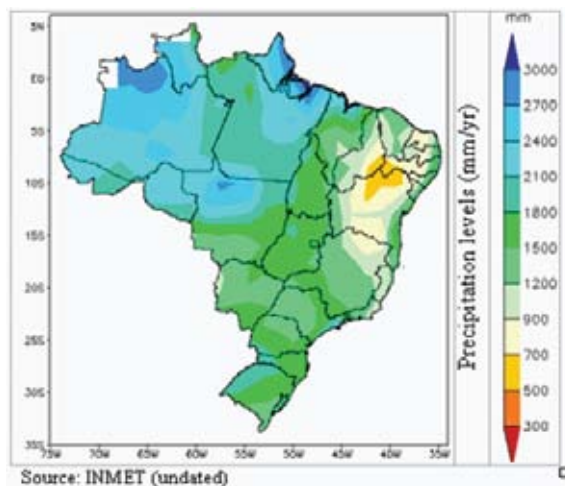 mm
5N
EQ
5S
10S
15S
20S
25S
30S
35S
75W 70W 65W 60W 55W 50W 45W 40W 35W
Precipitation levels (mm/yr)
3000
2700
2400
2100
1800
1500
1200
900
700
500
300
Source: INMET (undated)